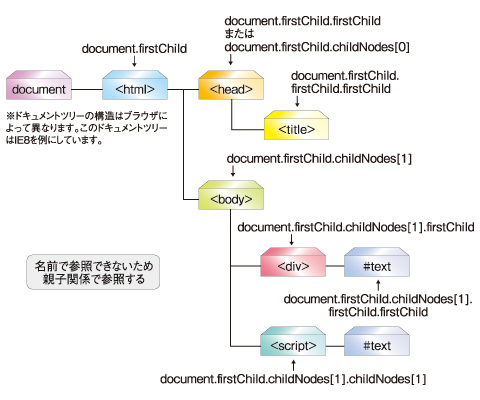 document.firstChild.firstChild
または
document.firstChild.childNodes[0]
document.firstChild
document.firstChild.
firstChild.firstChild
document
<html>
<head>
<title>
※ドキュメントツリーの構造はブラウザに
よって異なります。このドキュメントツリー
はIE8を例にしています。
document.firstChild.childNodes[1]
<body>
document.firstChild.childNodes[1].firstChild
名前で参照できないため
親子関係で参照する
<div>
#text
document.firstChild.childNodes[1].
firstChild.firstChild
<script>
#text
document.firstChild.childNodes[1].childNodes[1]